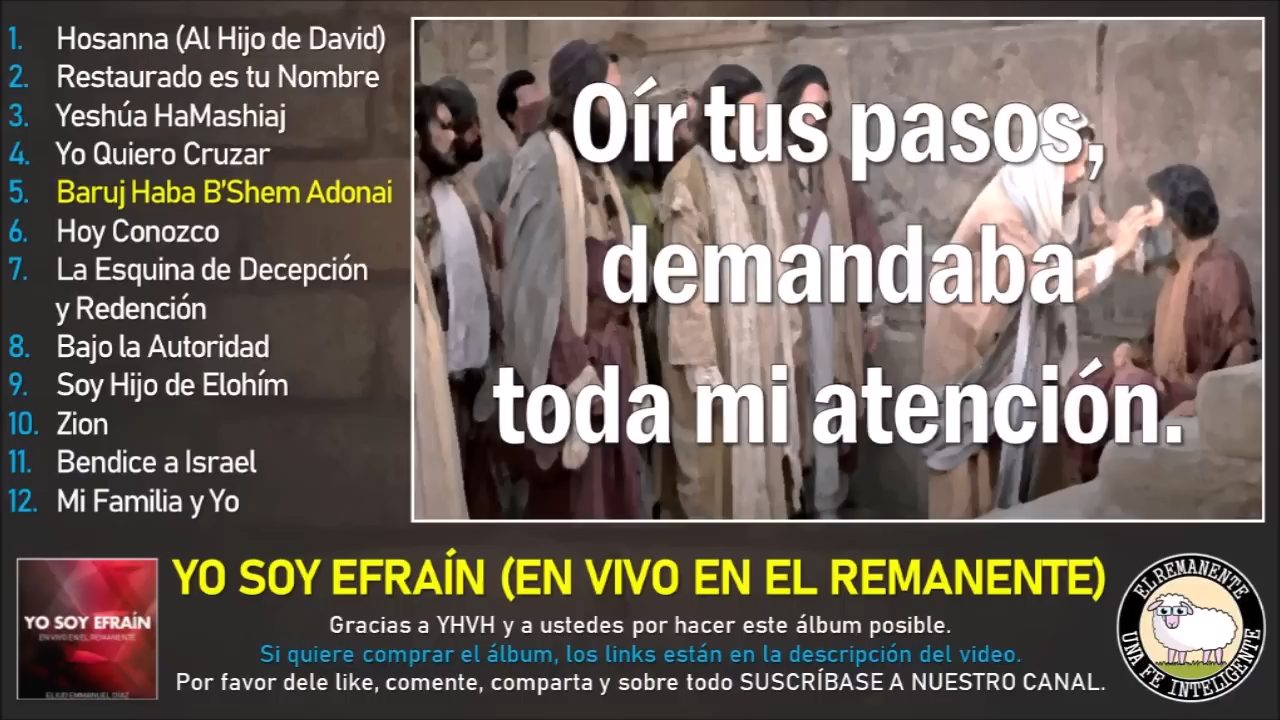 1. Hosanna (Al Hijo de David)
2. Restaurado es tu Nombre
3. Yeshúa HaMashiaj
4. Yo Quiero Cruzar
5. Baruj Haba B'Shem Adonai
6. Hoy Conozco
7. La Esquina de Decepción
y Redención
8. Bajo la Autoridad
9. Soy Hijo de Elohím
10. Zion
11. Bendice a Israel
12. Mi Familia y Yo
Oír tus pasos,
demandaba
toda mi atención.
YO SOY EFRAÍN
EN VIVO EN EL REMANENTE
YO SOY EFRAÍN (EN VIVO EN EL REMANENTE)
Gracias a YHVH y a ustedes por hacer este álbum posible.
Si quiere comprar el álbum, los links están en la descripción del video.
Por favor dele like, comente, comparta y sobre todo SUSCRÍBASE A NUESTRO CANAL.
EL REMANENTE
UNA FE INTELIGENTE